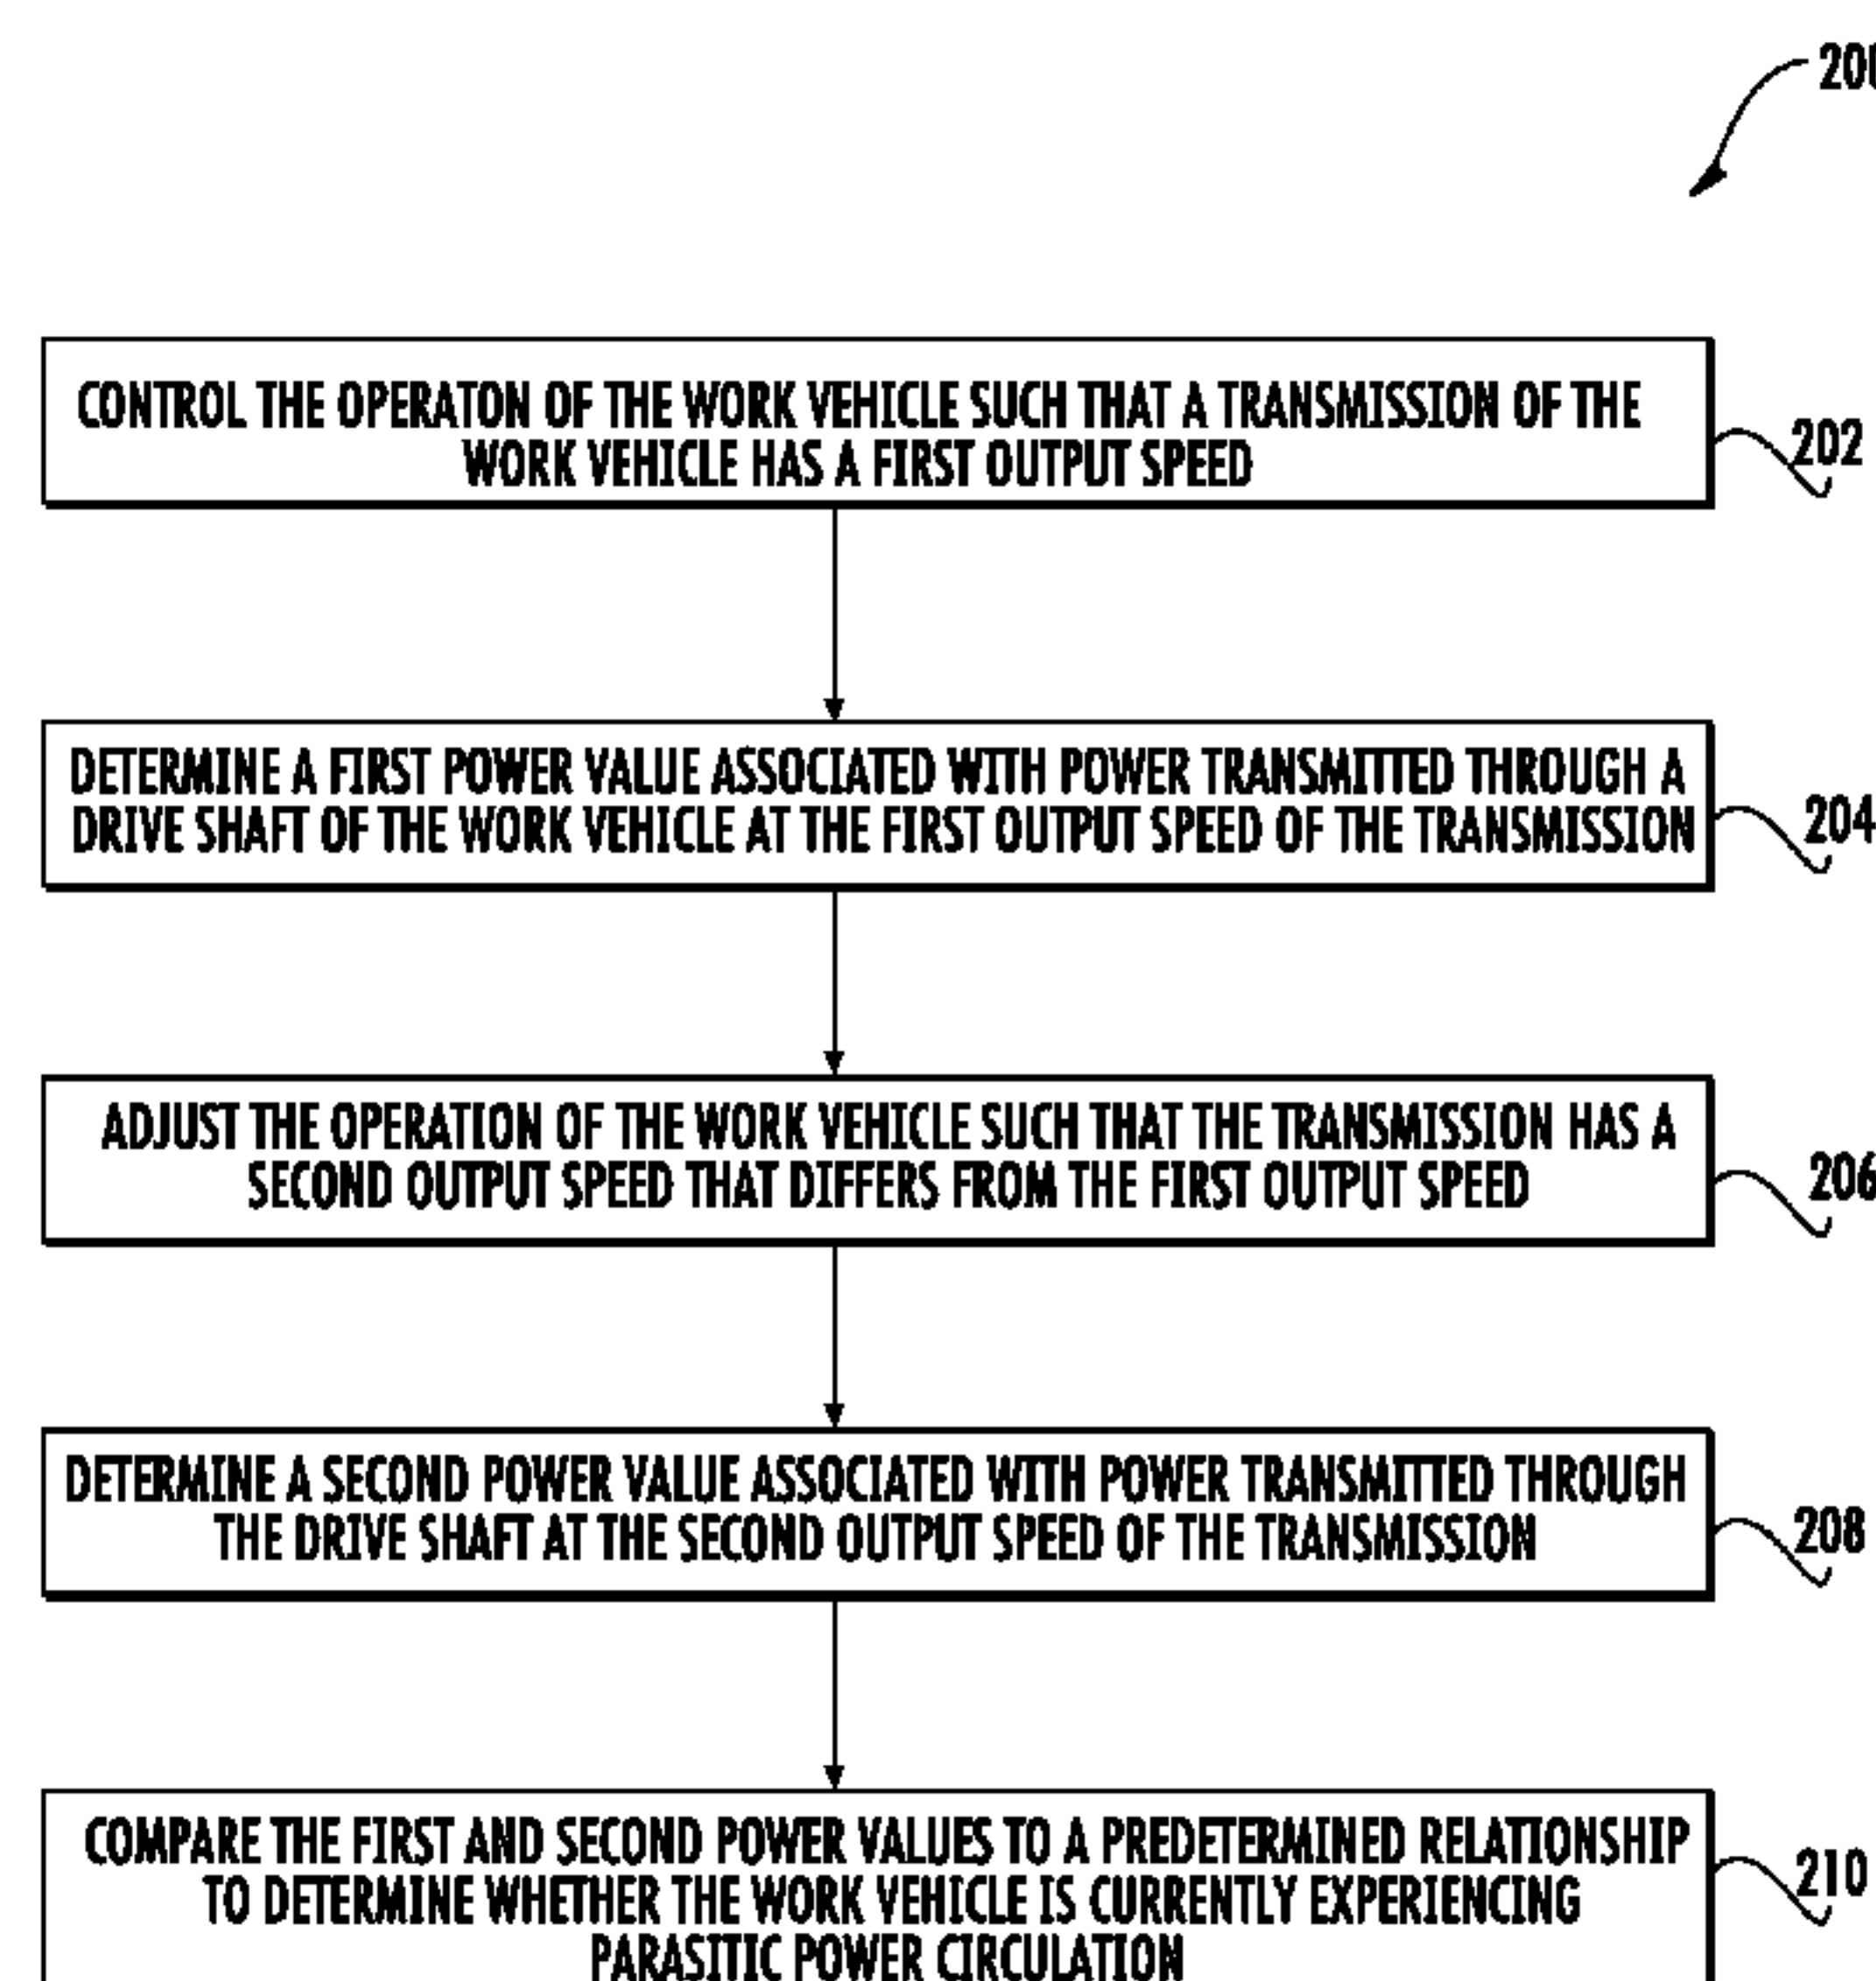 200
CONTROL THE OPERATON OF THE WORK VEHICLE SUCH THAT A TRANSMISSION OF THE
WORK VEHICLE HAS A FIRST OUTPUT SPEED
202
DETERMINE A FIRST POWER VALUE ASSOCIATED WITH POWER TRANSMITTED THROUGH A
DRIVE SHAFT OF THE WORK VEHICLE AT THE FIRST OUTPUT SPEED OF THE TRANSMISSION
204
ADJUST THE OPERATION OF THE WORK VEHICLE SUCH THAT THE TRANSMISSION HAS A
SECOND OUTPUT SPEED THAT DIFFERS FROM THE FIRST OUTPUT SPEED
206
DETERMINE A SECOND POWER VALUE ASSOCIATED WITH POWER TRANSMITTED THROUGH
THE DRIVE SHAFT AT THE SECOND OUTPUT SPEED OF THE TRANSMISSION
208
COMPARE THE FIRST AND SECOND POWER VALUES TO A PREDETERMINED RELATIONSHIP
TO DETERMINE WHETHER THE WORK VEHICLE IS CURRENTLY EXPERIENCING
PARASITIC POWER CIRCULATION
210